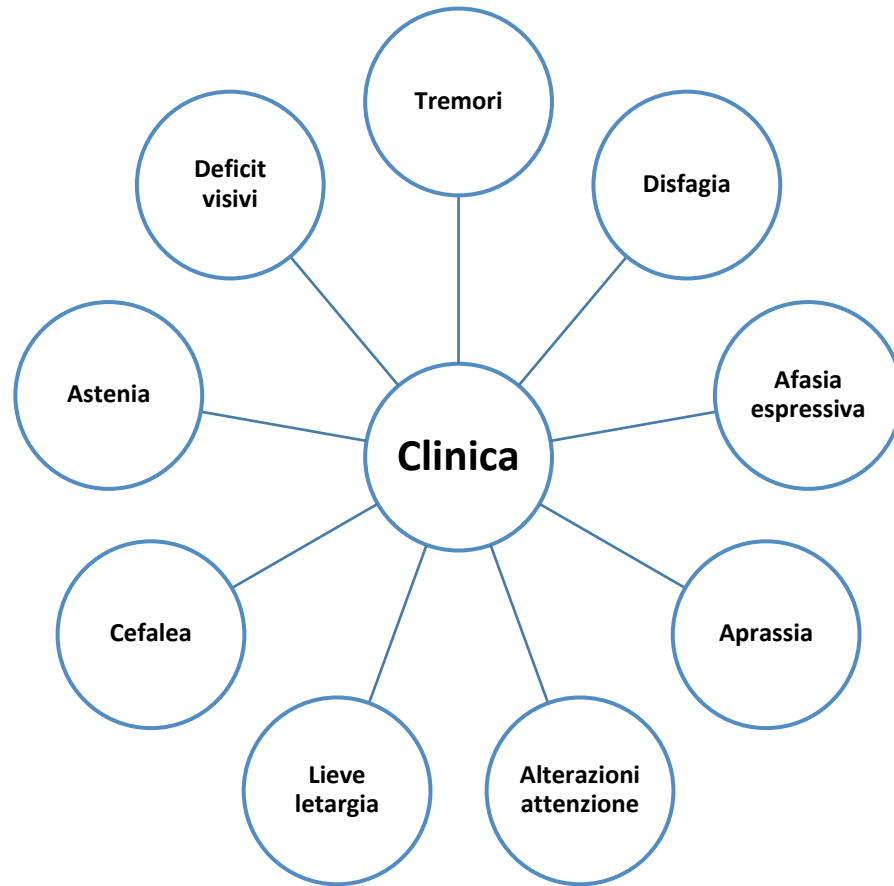 Tremori
Disfagia
Afasia
espressiva
Aprassia
Alterazioni
attenzione
Lieve
letargia
Cefalea
Astenia
Deficit
visivi
Clinica